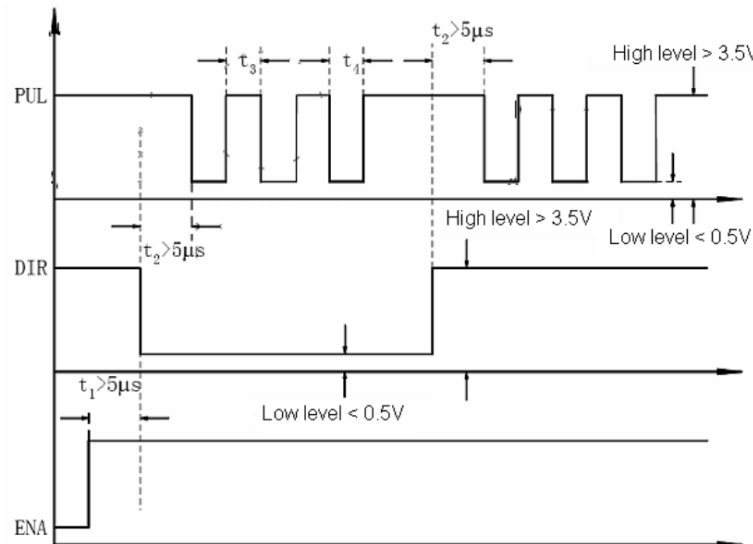 t₂>5μs
High level > 3.5V
t₃
t₄
PUL
High level > 3.5V
Low level < 0.5V
t₂>5μs
DIR
t₁>5μs
Low level < 0.5V
ENA